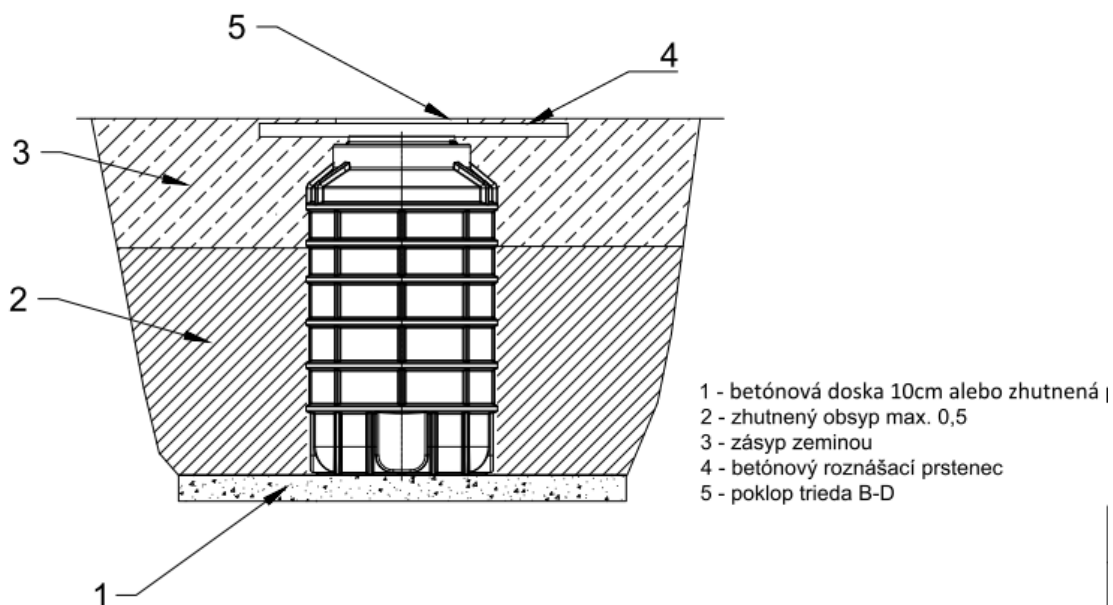 5
4
3
2
1
1 - betónová doska 10cm alebo zhutnená
2 - zhutnený obsyp max. 0,5
3 - zásyp zeminou
4 - betónový roznášací prstenec
5 - poklop trieda B-D